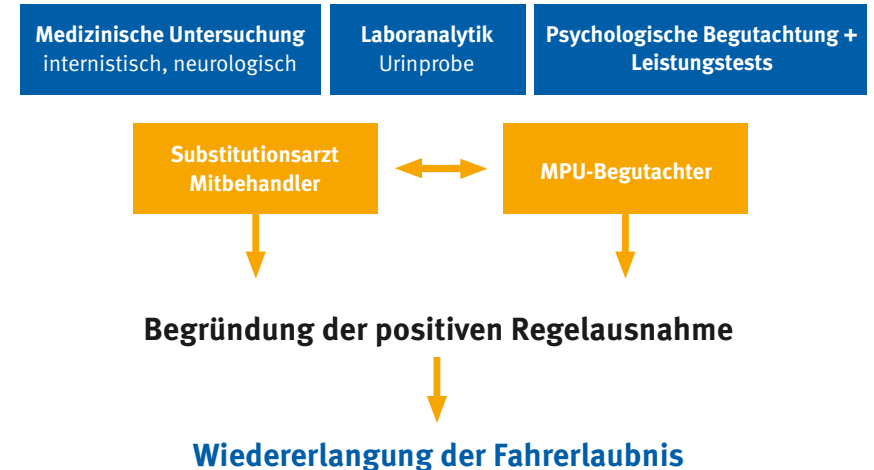 Medizinische Untersuchung
internistisch, neurologisch
Laboranalytik
Urinprobe
Psychologische Begutachtung +
Leistungstests
Substitutionsarzt
Mitbehandler
MPU-Begutachter
Begründung der positiven Regelausnahme
Wiedererlangung der Fahrerlaubnis